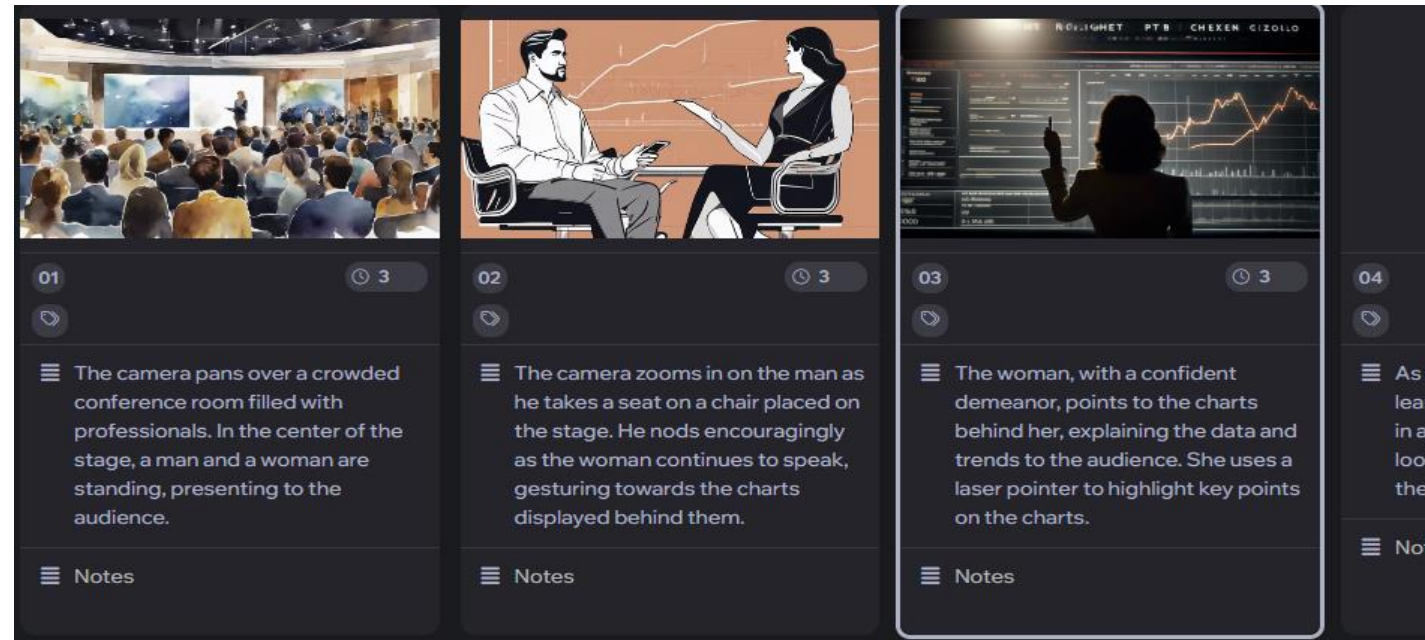 PTB CHEXEN GIZOLLO
01
3
The camera pans over a crowded
conference room filled with
professionals. In the center of the
stage, a man and a woman are
standing, presenting to the
audience.
Notes
02
3
The camera zooms in on the man as
he takes a seat on a chair placed on
the stage. He nods encouragingly
as the woman continues to speak,
gesturing towards the charts
displayed behind them.
Notes
03
3
The woman, with a confident
demeanor, points to the charts
behind her, explaining the data and
trends to the audience. She uses a
laser pointer to highlight key points
on the charts.
Notes
04
As
in a
the